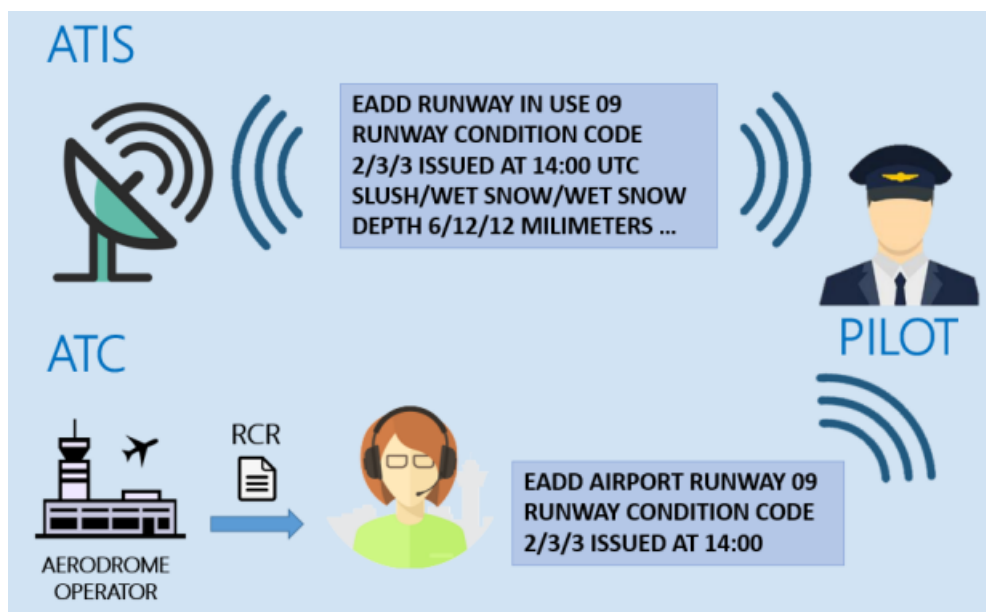 ATIS
EADD RUNWAY IN USE 09
RUNWAY CONDITION CODE
2/3/3 ISSUED AT 14:00 UTC
SLUSH/WET SNOW/WET SNOW
DEPTH 6/12/12 MILIMETERS ...
PILOT
ATC
RCR
AERODROME
OPERATOR
EADD AIRPORT RUNWAY 09
RUNWAY CONDITION CODE
2/3/3 ISSUED AT 14:00